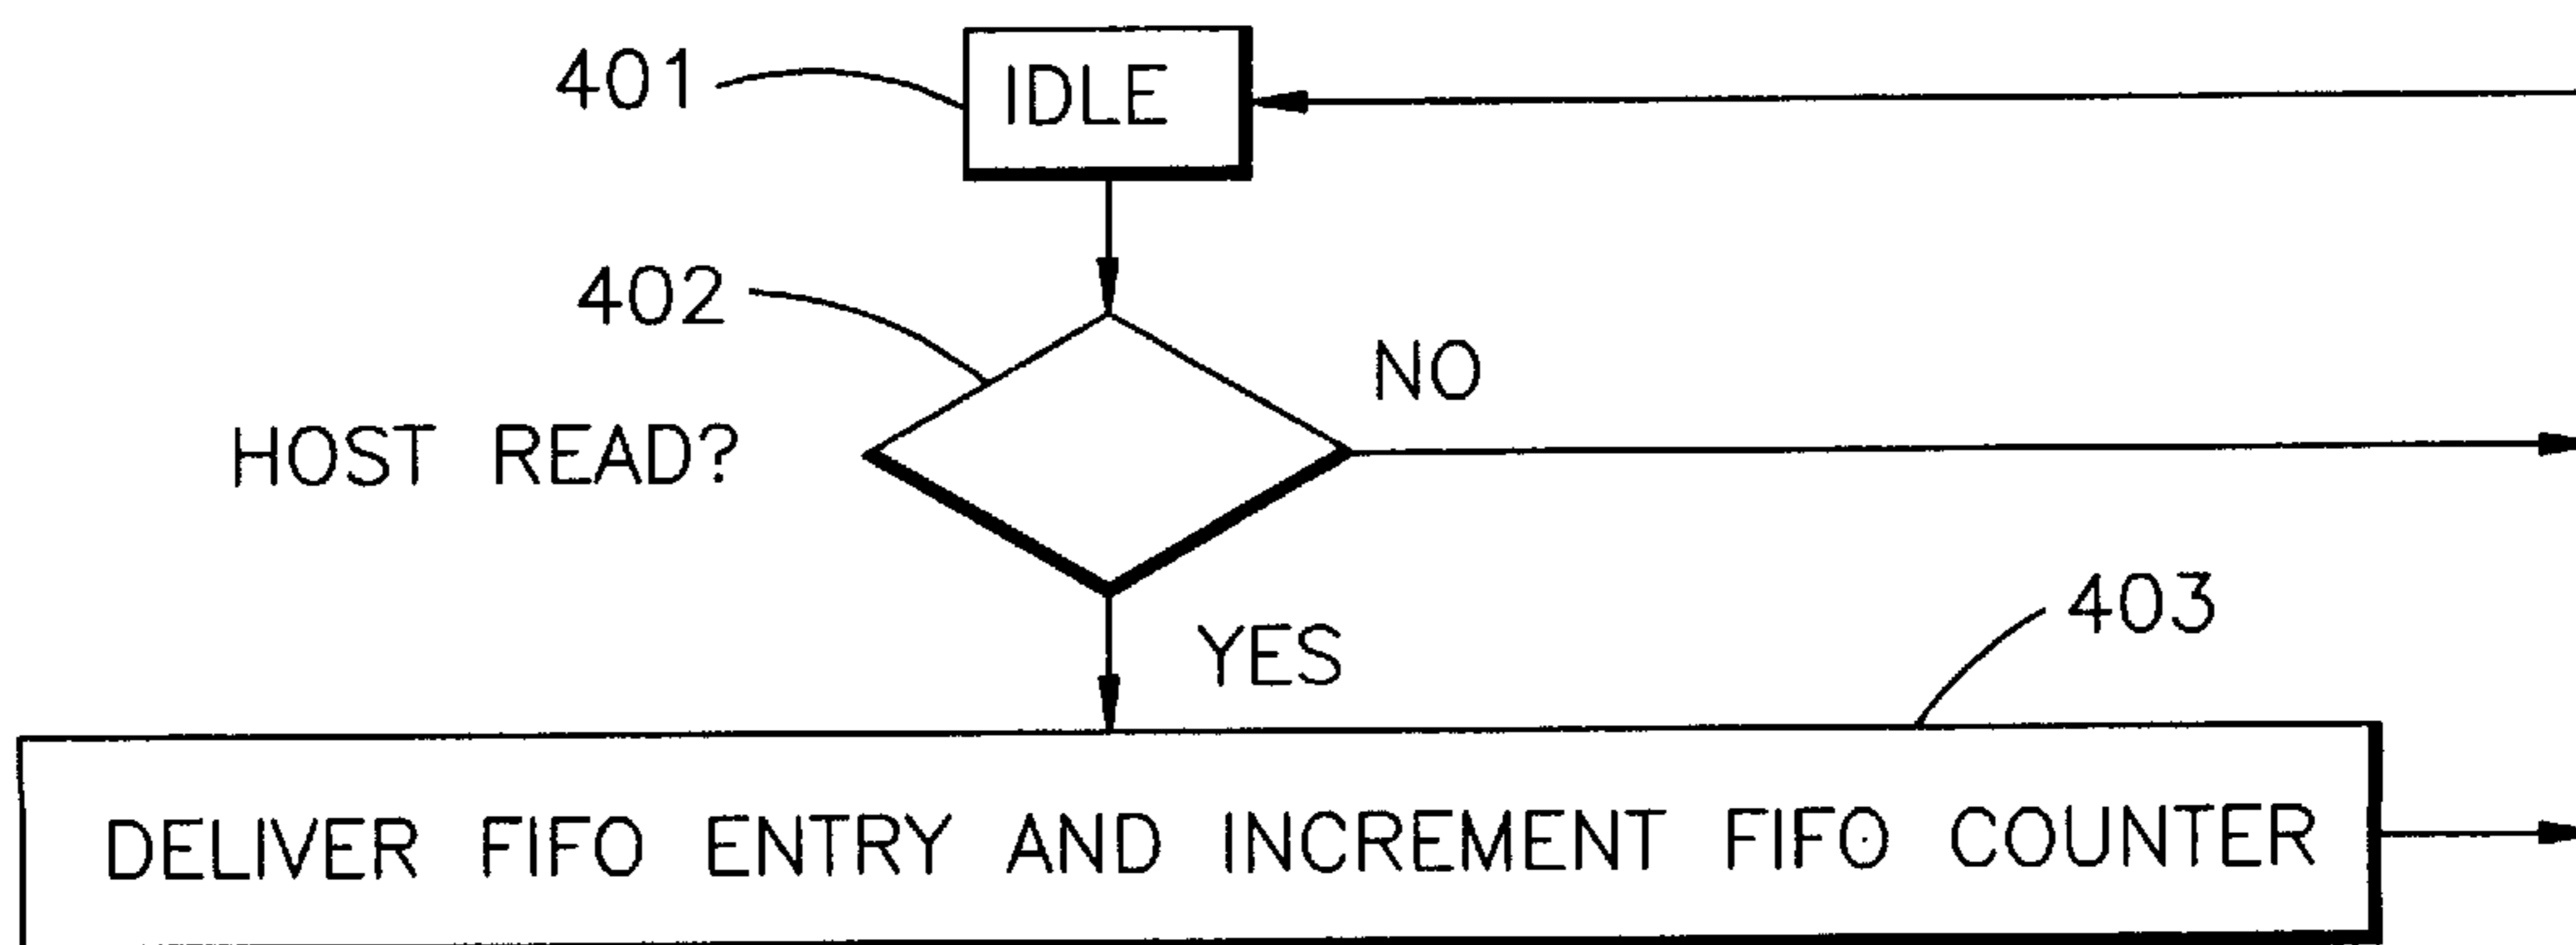 401
IDLE
402
NO
HOST READ?
403
YES
DELIVER FIFO ENTRY AND INCREMENT FIFO COUNTER